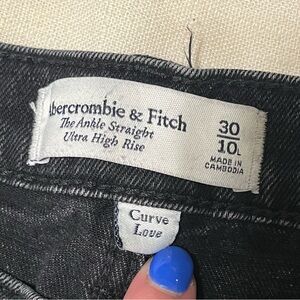 Abercrombie & Fitch
The Ankle Straight
Ultra High Rise
30
10L
MADE IN
CAMBODIA
Curve
Love